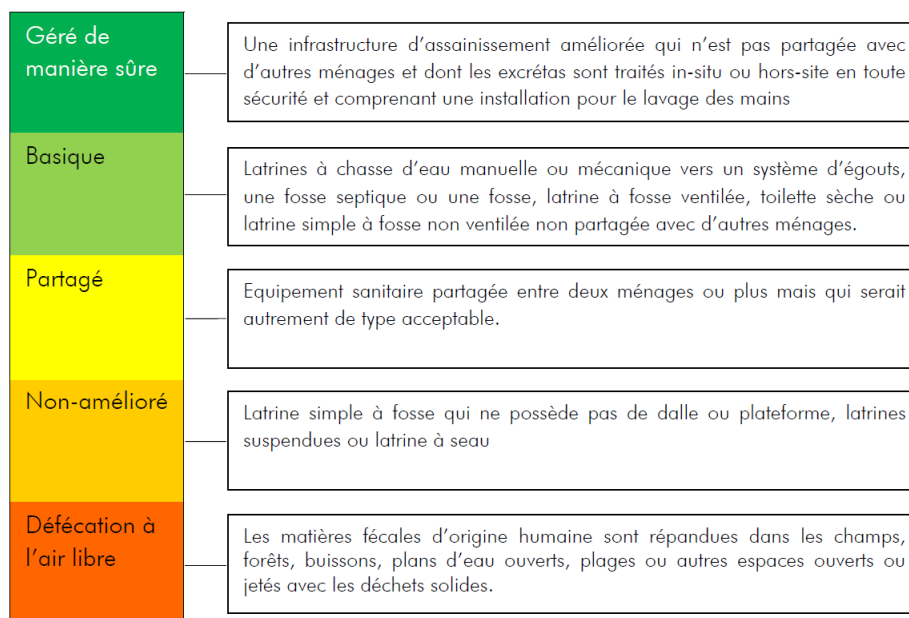 Géré de
manière sûre
Une infrastructure d'assainissement améliorée qui n'est pas partagée avec
d'autres ménages et dont les excrétas sont traités in-situ ou hors-site en toute
sécurité et comprenant une installation pour le lavage des mains
Basique
Latrines à chasse d'eau manuelle ou mécanique vers un système d'égouts,
une fosse septique ou une fosse, latrine à fosse ventilée, toilette sèche ou
latrine simple à fosse non ventilée non partagée avec d'autres ménages.
Partagé
Equipement sanitaire partagée entre deux ménages ou plus mais qui serait
autrement de type acceptable.
Non-amélioré
Latrine simple à fosse qui ne possède pas de dalle ou plateforme, latrines
suspendues ou latrine à seau
Défécation à
l'air libre
Les matières fécales d'origine humaine sont répandues dans les champs,
forêts, buissons, plans d'eau ouverts, plages ou autres espaces ouverts ou
jetés avec les déchets solides.